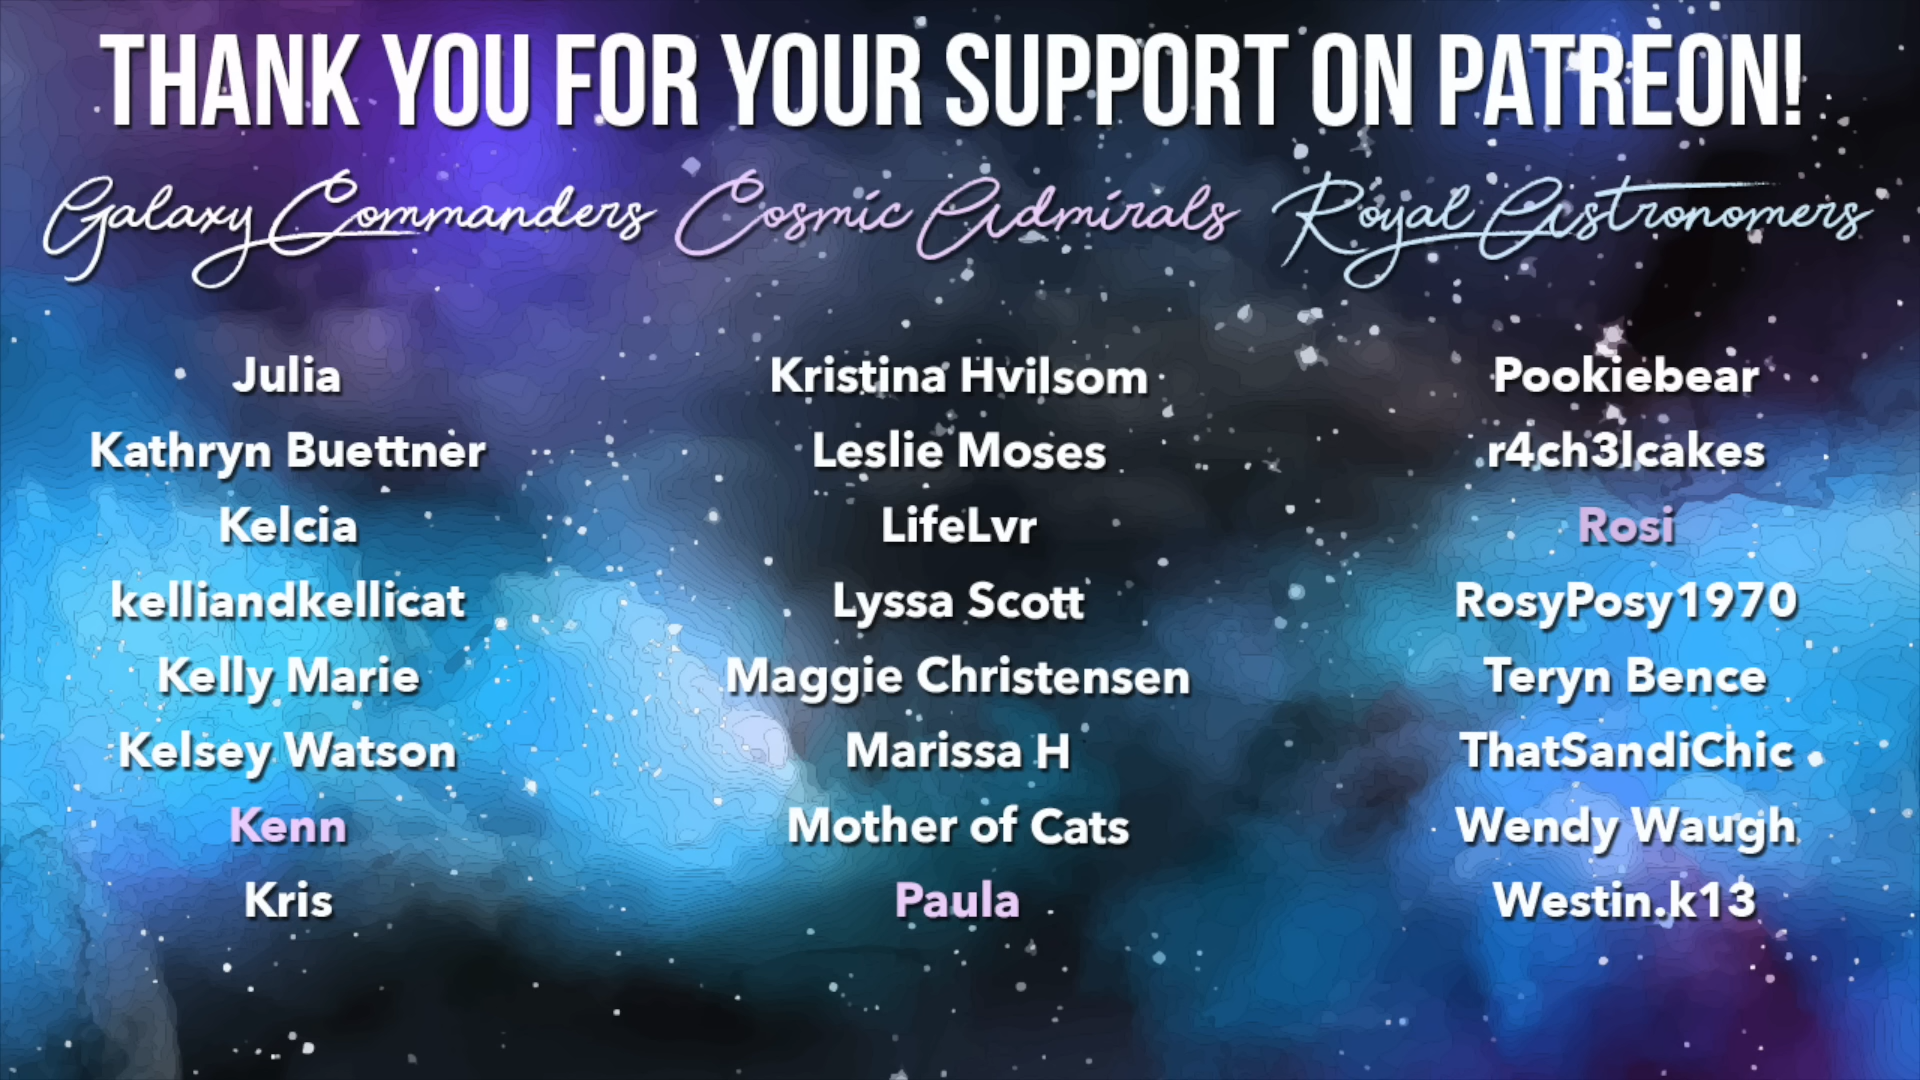 THANK YOU FOR YOUR SUPPORT ON PATREON!
Galaxy Commanders Cosmic Admirals Royal Astronomers
Julia Kristina Hvilsom Pookiebear
Kathryn Buettner Leslie Moses r4ch3lcakes
Kelcia LifeLvr Rosi
kelliandkellicat Lyssa Scott RosyPosy1970
Kelly Marie Maggie Christensen Teryn Bence
Kelsey Watson Marissa H ThatSandiChic
Kenn Mother of Cats Wendy Waugh
Kris Paula Westin.k13